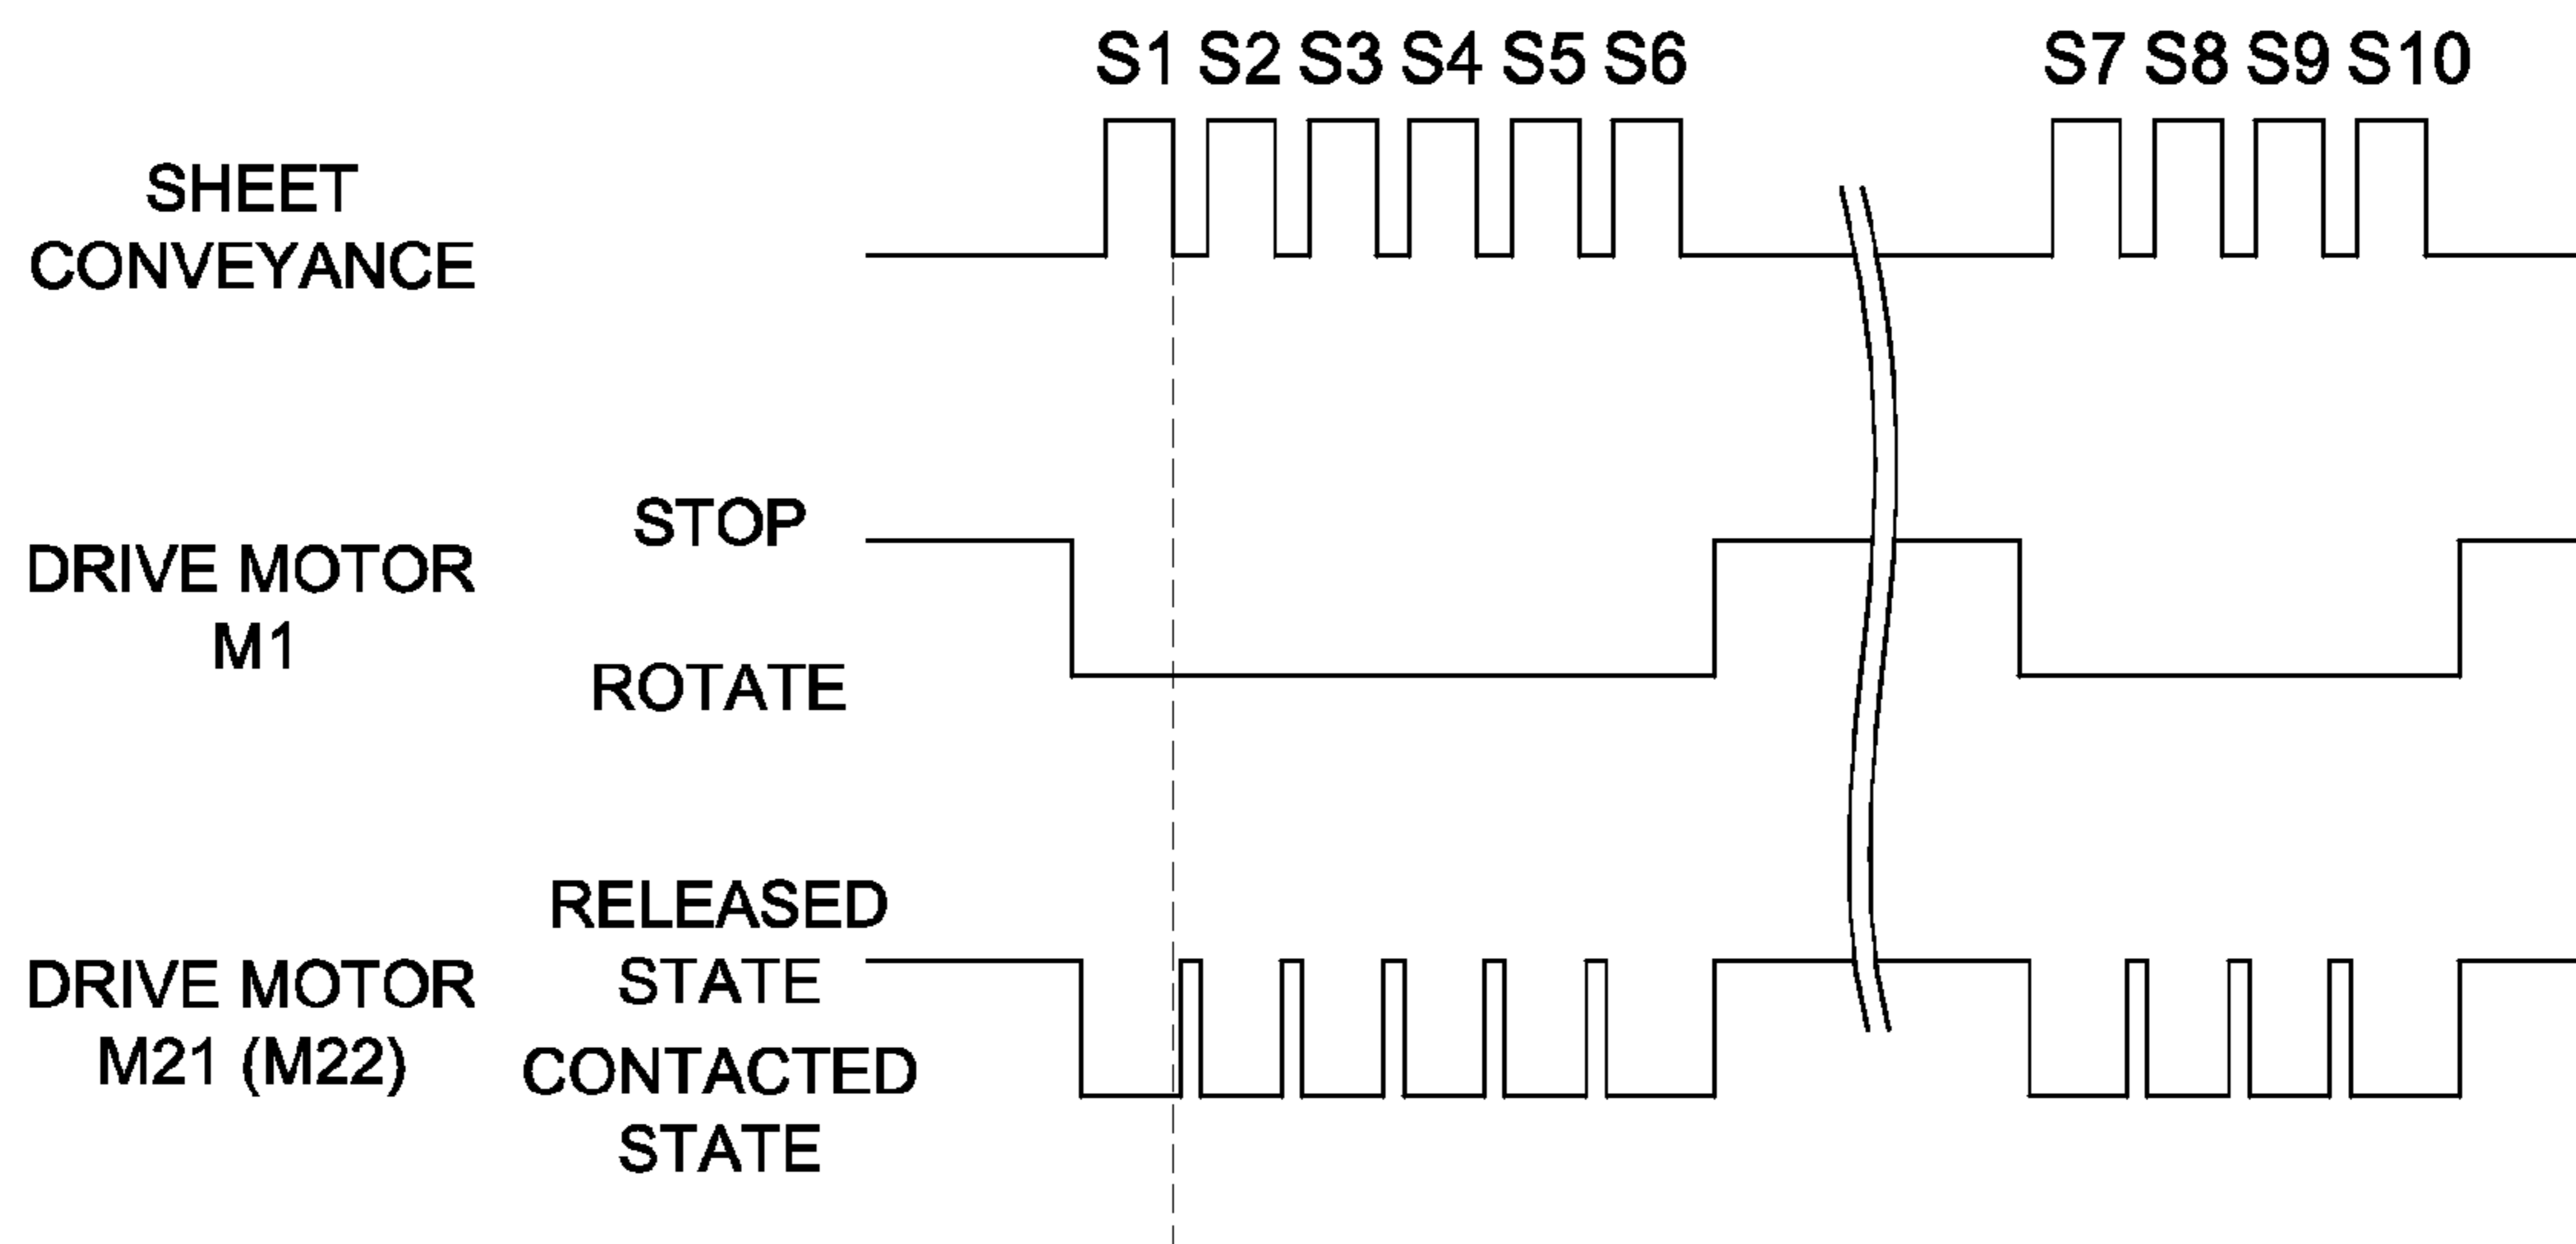 S1 S2 S3 S4 S5 S6 S7 S8 S9 S10
SHEET
CONVEYANCE
STOP
DRIVE MOTOR
M1
ROTATE
RELEASED
STATE
DRIVE MOTOR
M21 (M22)
CONTACTED
STATE